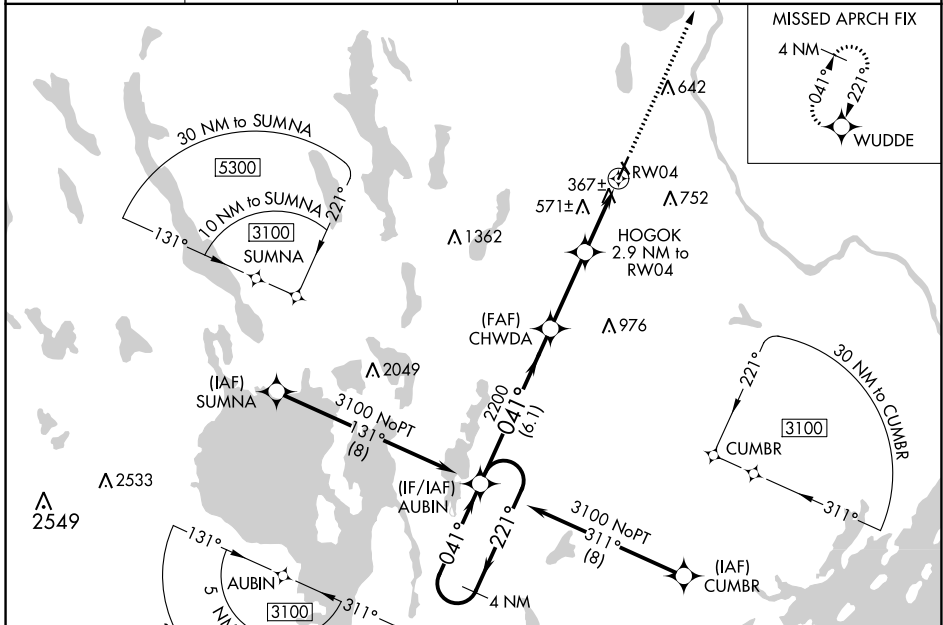 MISSED APRCH FIX
4 NM
041°
221°
WUDDE
642
30 NM to SUMNA
5300
10 NM to SUMNA
3100
SUMNA
131°
221°
RW04
367±
571±
752
1362
HOGOK
2.9 NM to
RW04
(FAF)
CHWDA
976
2049
(IAF)
SUMNA
3100 NoPT
131°
(8)
2200
041°
(6.1)
30 NM to CUMBR
221°
3100
CUMBR
311°
2533
2549
(IF/IAF)
AUBIN
041°
221°
4 NM
3100 NoPT
311°
(8)
(IAF)
CUMBR
131°
AUBIN
5 NM
3100
311°